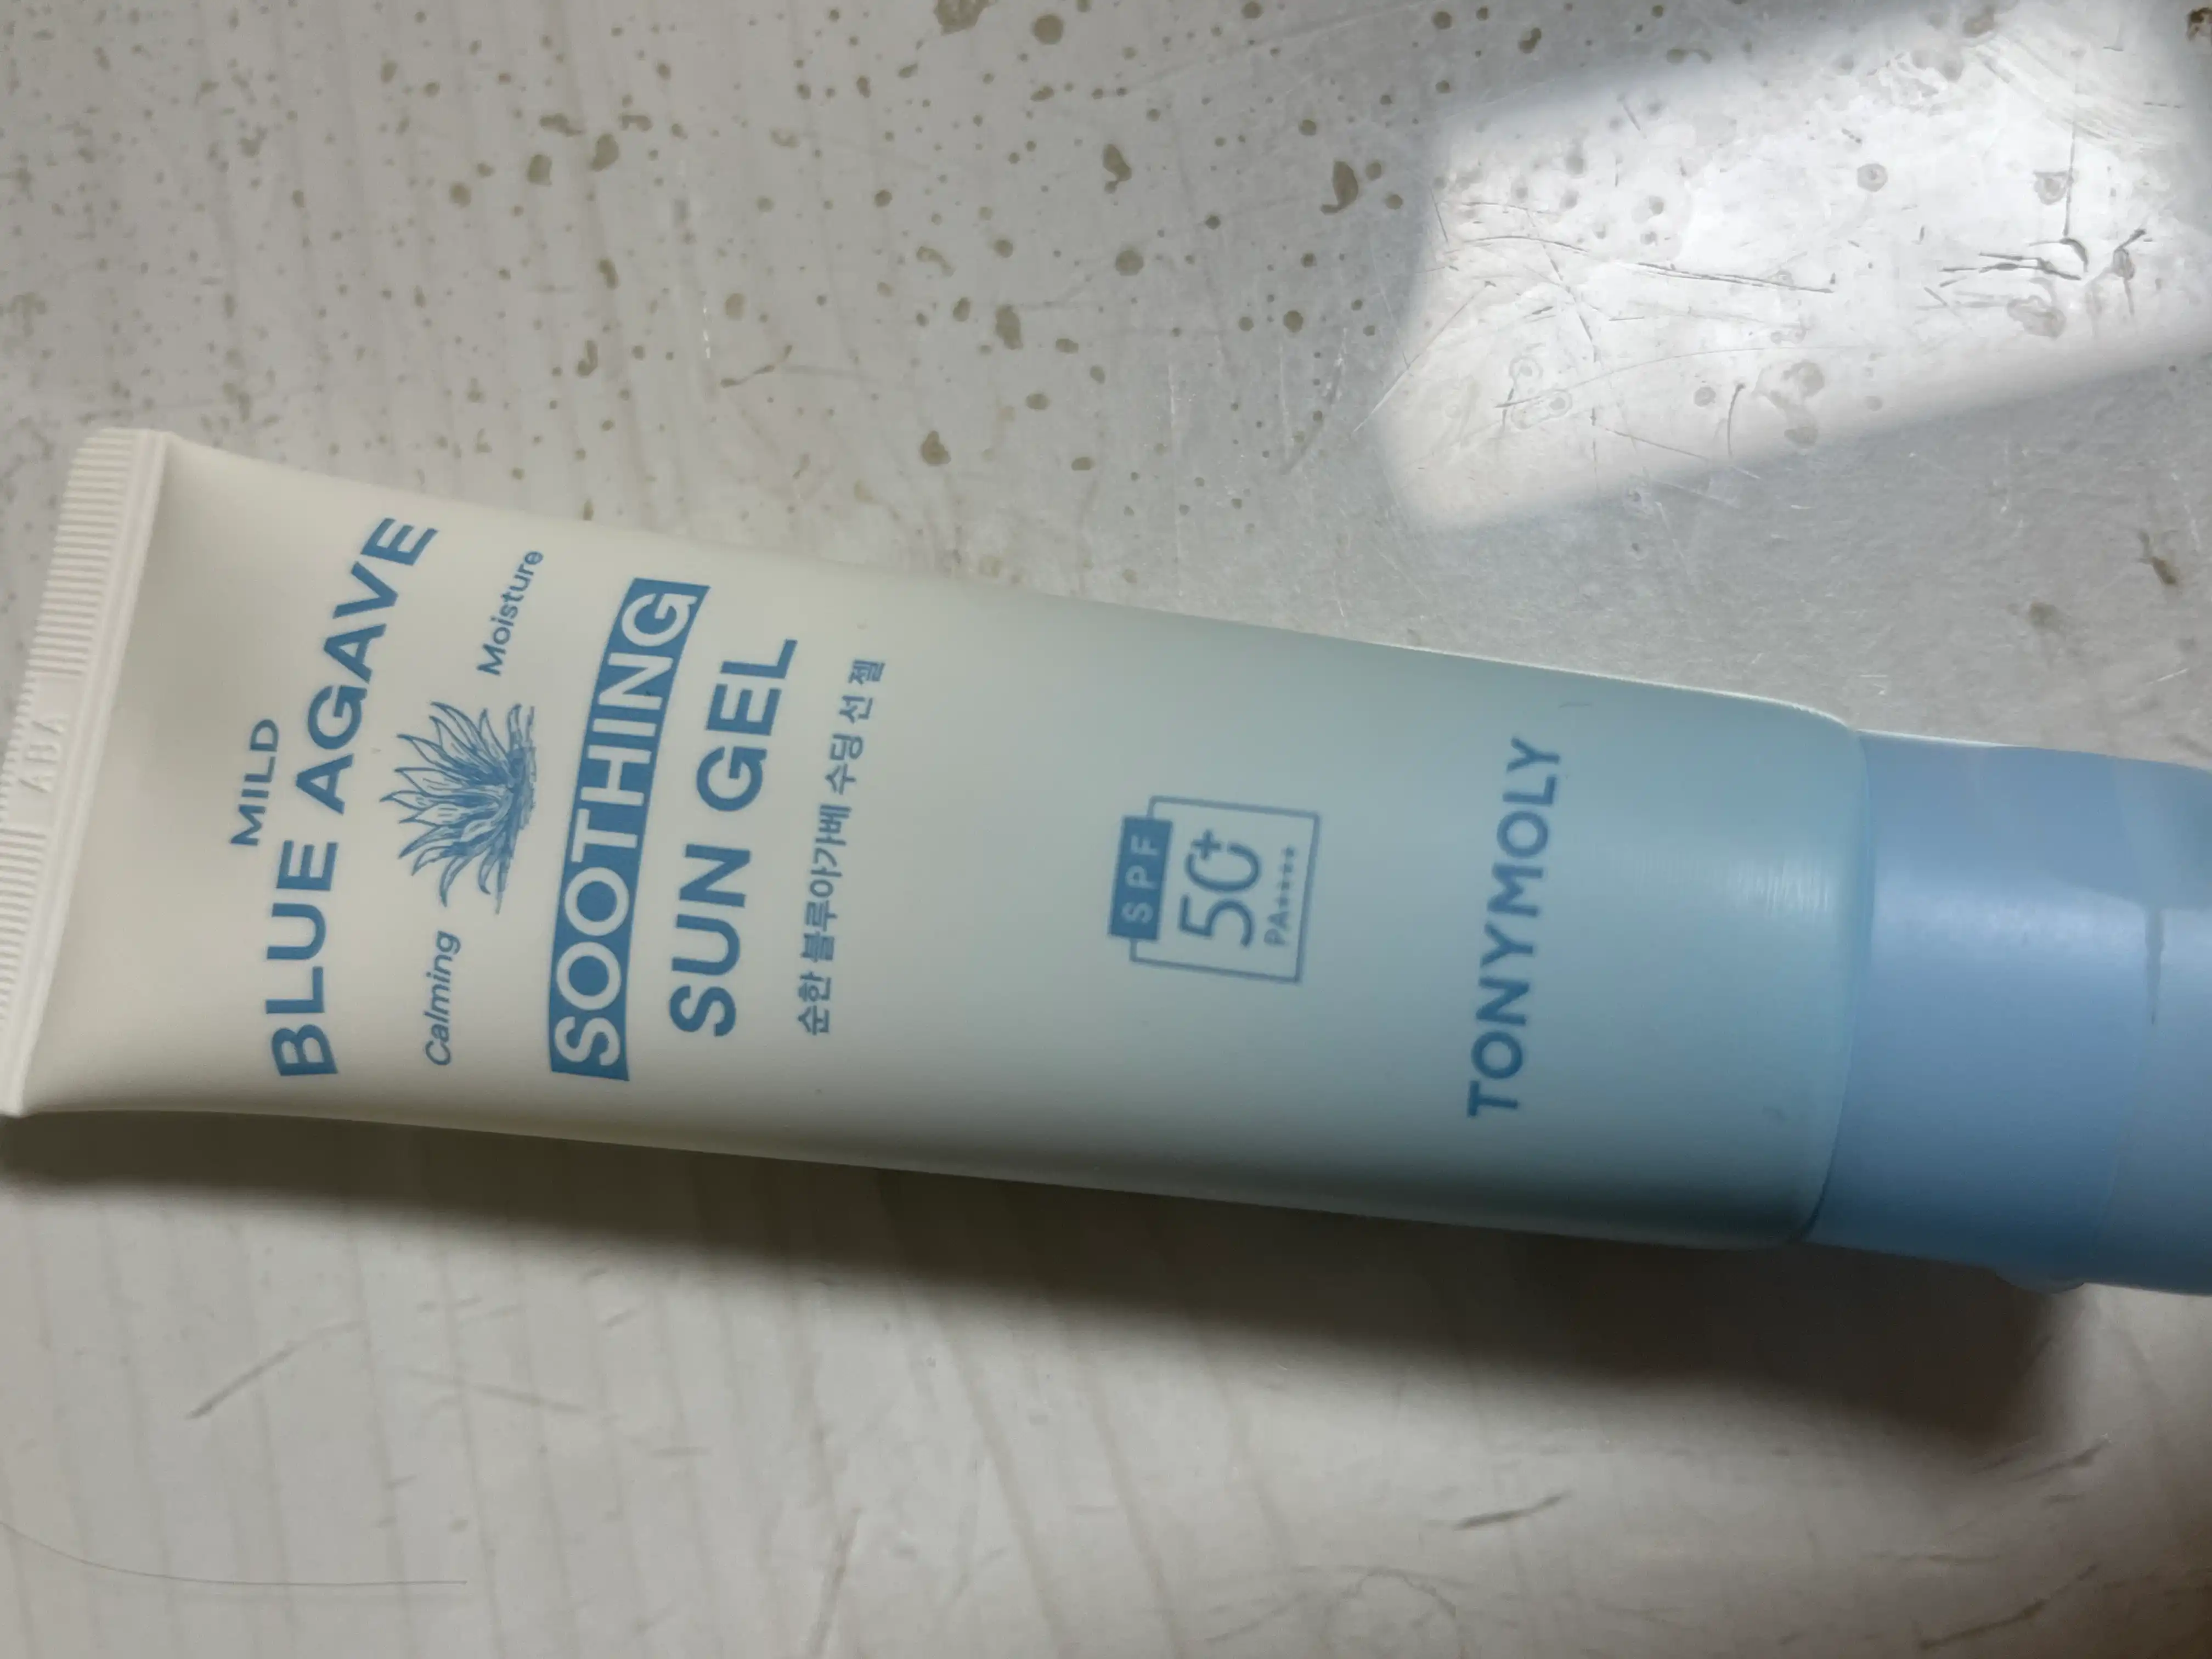 MILD
BLUE AGAVE
Calming Moisture
SOOTHING
SUN GEL
순한 블루아가베 수딩 선 젤
SPF
50+
PA++++
TONYMOLY